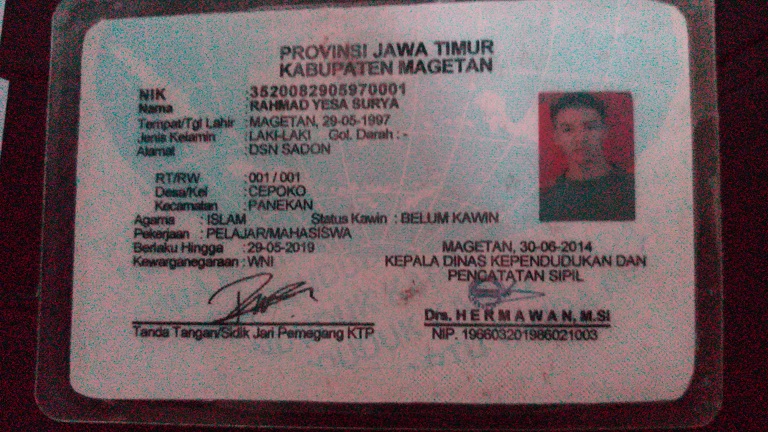 PROVINSI JAWA TIMUR
KABUPATEN MAGETAN
NIK : 3520082905970001
Nama : RAHMAD YESA SURYA
Tempat/Tgl Lahir : MAGETAN, 29-05-1997
Jenis Kelamin : LAKI-LAKI Gol. Darah : -
Alamat : DSN SADON
RT/RW : 001 / 001
Desa/Kel : CEPOKO
Kecamatan : PANEKAN
Agama : ISLAM Status Kawin : BELUM KAWIN
Pekerjaan : PELAJAR/MAHASISWA
Berlaku Hingga : 29-05-2019
Kewarganegaraan : WNI
MAGETAN, 30-06-2014
KEPALA DINAS KEPENDUDUKAN DAN
PENCATATAN SIPIL
Tanda Tangan/Sidik Jari Pemegang KTP
Drs. HERMAWAN, M.SI
NIP. 196603201986021003